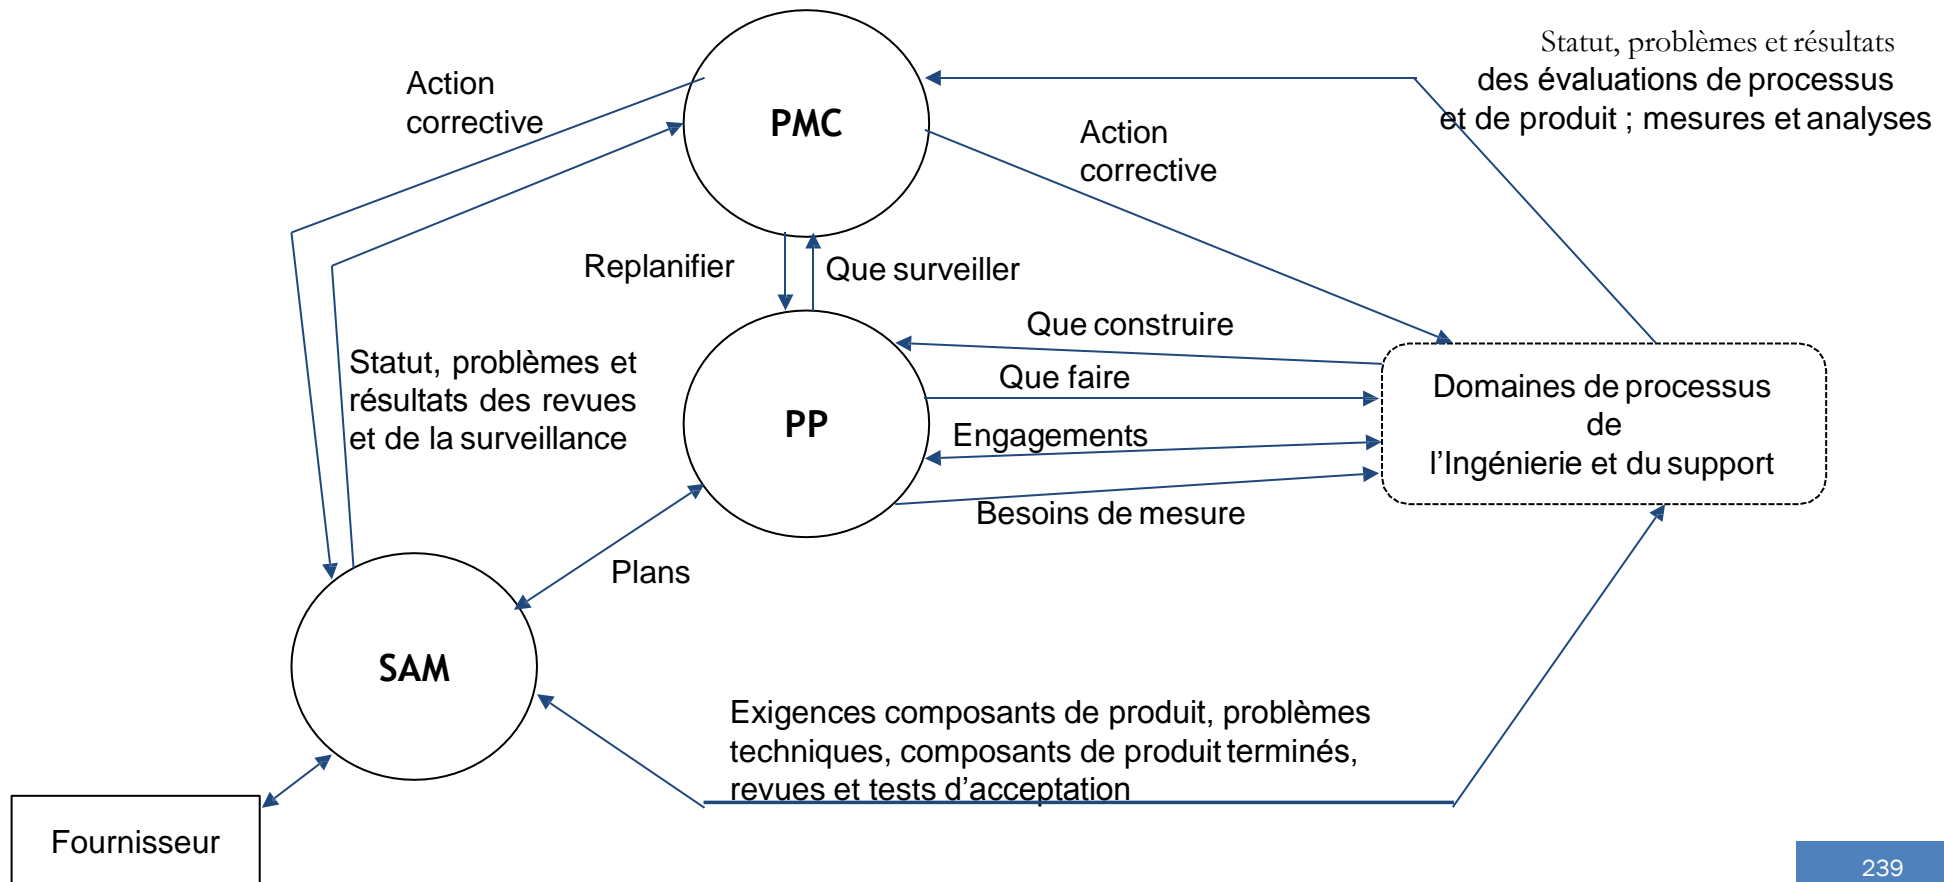 Statut, problèmes et résultats
des évaluations de processus
et de produit ; mesures et analyses
Action
corrective
PMC
Action
corrective
Replanifier
Que surveiller
Que construire
Statut, problèmes et
résultats des revues
et de la surveillance
Que faire
Domaines de processus
de
l’Ingénierie et du support
PP
Engagements
Besoins de mesure
Plans
SAM
Exigences composants de produit, problèmes
techniques, composants de produit terminés,
revues et tests d’acceptation
Fournisseur
239